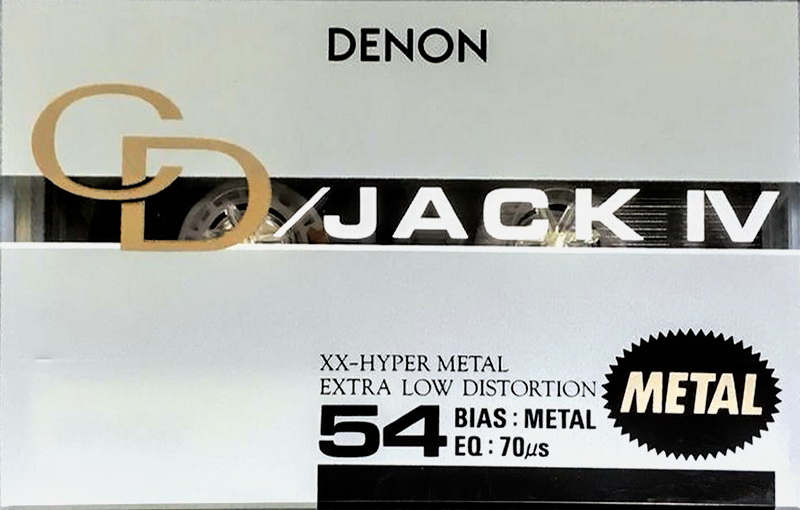 DENON
CD/JACK IV
XX-HYPER METAL
EXTRA LOW DISTORTION
METAL
54 BIAS : METAL
EQ : 70µs